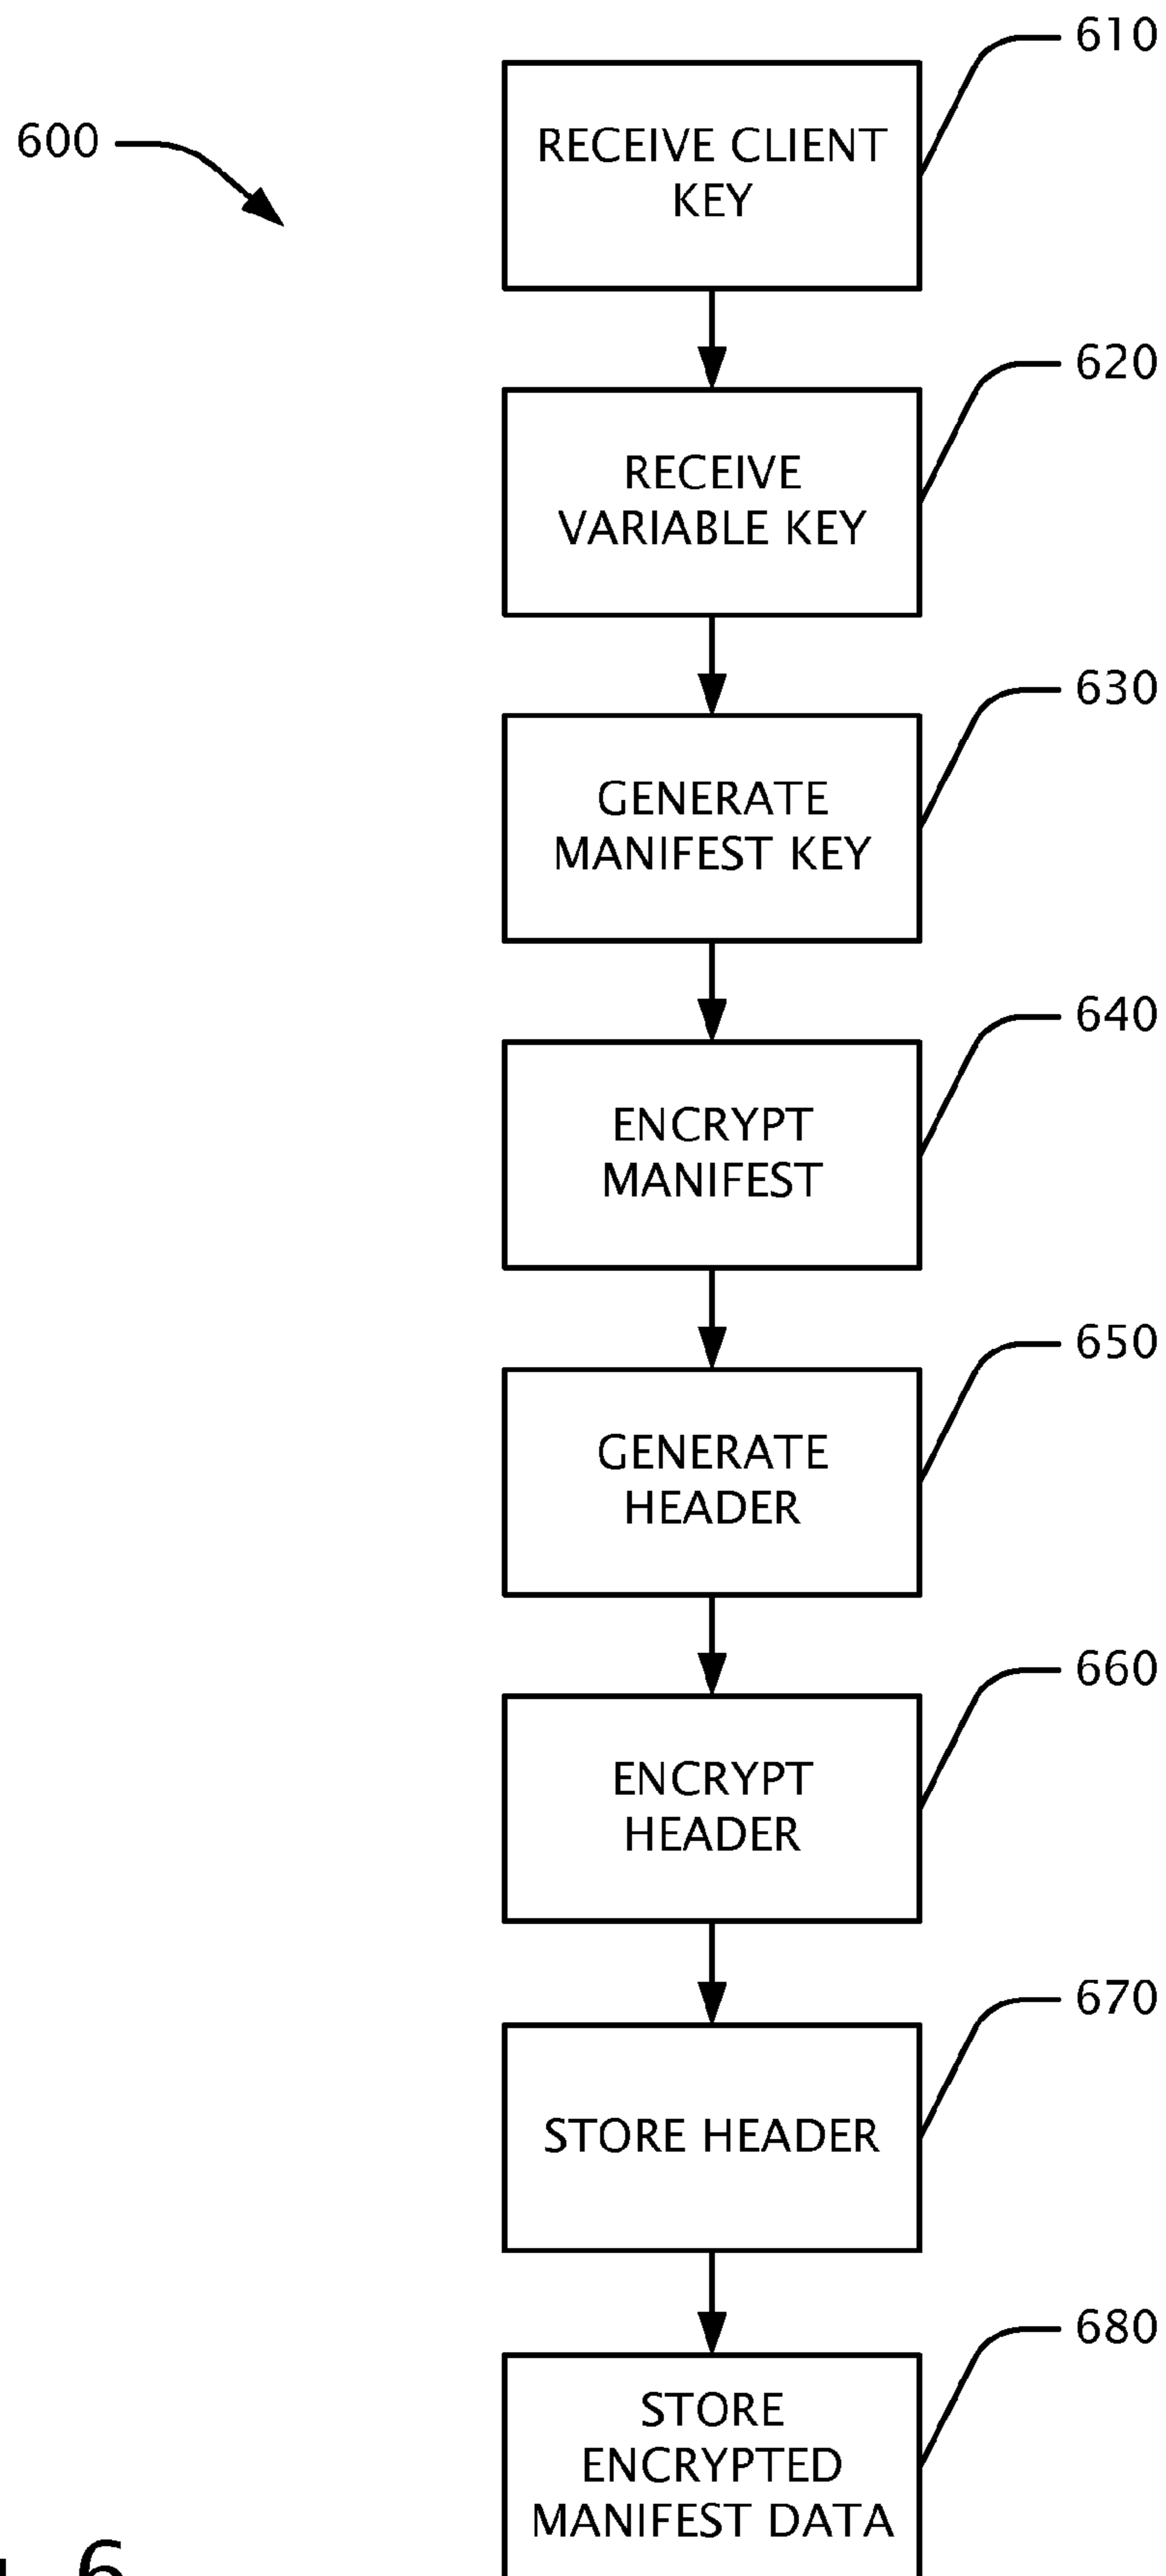 610
600
RECEIVE CLIENT
KEY
620
RECEIVE
VARIABLE KEY
630
GENERATE
MANIFEST KEY
640
ENCRYPT
MANIFEST
650
GENERATE
HEADER
660
ENCRYPT
HEADER
670
STORE HEADER
680
STORE
ENCRYPTED
MANIFEST DATA
6